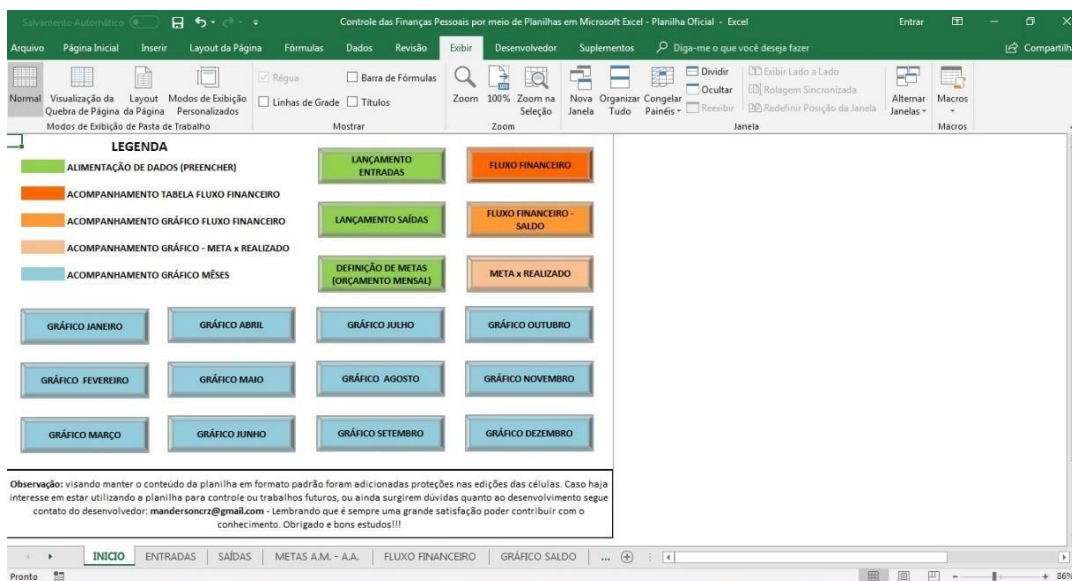 Salvamento Automático
Controle das Finanças Pessoais por meio de Planilhas em Microsoft Excel - Planilha Oficial - Excel
Entrar
Arquivo Página Inicial Inserir Layout da Página Fórmulas Dados Revisão Exibir Desenvolvedor Suplementos Diga-me o que você deseja fazer Compartilh
Normal
Visualização da Quebra de Página
Layout da Página
Modos de Exibição Personalizados
Modos de Exibição de Pasta de Trabalho
Régua
Barra de Fórmulas
Linhas de Grade
Títulos
Mostrar
Zoom
100%
Zoom na Seleção
Zoom
Nova Janela
Organizar Tudo
Congelar Painéis
Dividir
Ocultar
Reexibir
Exibir Lado a Lado
Rolagem Sincronizada
Redefinir Posição da Janela
Alternar Janelas
Janela
Macros
Macros
LEGENDA
ALIMENTAÇÃO DE DADOS (PREENCHER)
ACOMPANHAMENTO TABELA FLUXO FINANCEIRO
ACOMPANHAMENTO GRÁFICO FLUXO FINANCEIRO
ACOMPANHAMENTO GRÁFICO - META x REALIZADO
ACOMPANHAMENTO GRÁFICO MÊSES
LANÇAMENTO
ENTRADAS
FLUXO FINANCEIRO
LANÇAMENTO SAÍDAS
FLUXO FINANCEIRO -
SALDO
DEFINIÇÃO DE METAS
(ORÇAMENTO MENSAL)
META x REALIZADO
GRÁFICO JANEIRO GRÁFICO ABRIL GRÁFICO JULHO GRÁFICO OUTUBRO
GRÁFICO FEVEREIRO GRÁFICO MAIO GRÁFICO AGOSTO GRÁFICO NOVEMBRO
GRÁFICO MARÇO GRÁFICO JUNHO GRÁFICO SETEMBRO GRÁFICO DEZEMBRO
Observação: visando manter o conteúdo da planilha em formato padrão foram adicionadas proteções nas edições das células. Caso haja
interesse em estar utilizando a planilha para controle ou trabalhos futuros, ou ainda surgirem dúvidas quanto ao desenvolvimento segue
contato do desenvolvedor: mandersoncrz@gmail.com - Lembrando que é sempre uma grande satisfação poder contribuir com o
conhecimento. Obrigado e bons estudos!!!
INICIO ENTRADAS SAÍDAS METAS A.M. - A.A. FLUXO FINANCEIRO GRÁFICO SALDO ...
Pronto
86%